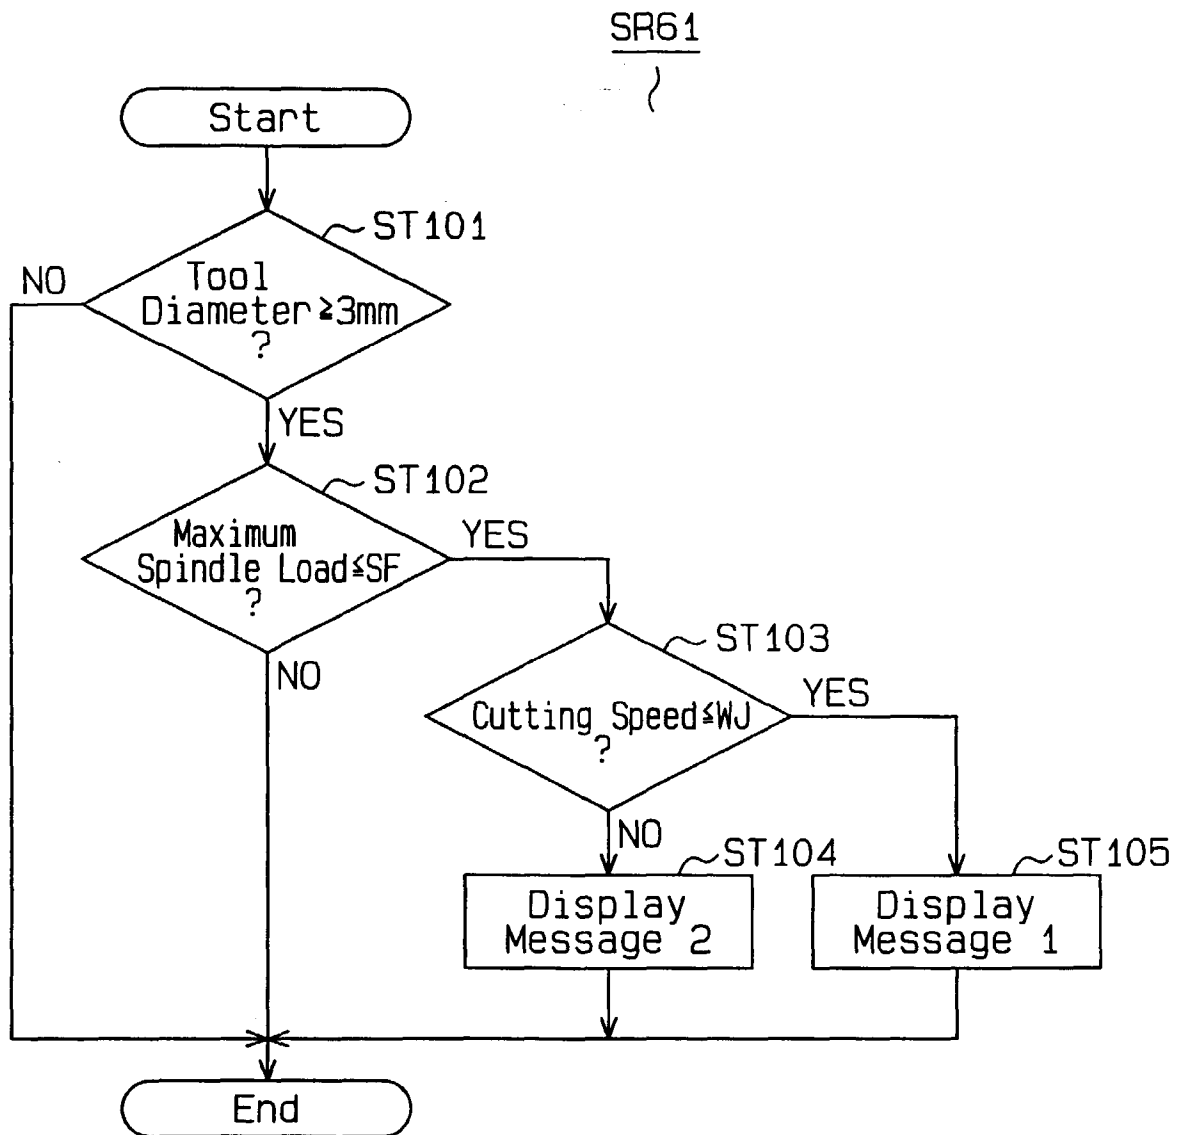 SR61
Start
ST101
NO
Tool
Diameter≧3mm
?
YES
ST102
Maximum
Spindle Load≦SF
?
YES
NO
ST103
Cutting Speed≦WJ
?
YES
NO
ST104
Display
Message 2
ST105
Display
Message 1
End